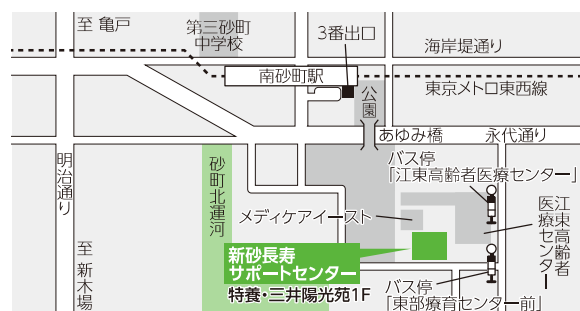 至 亀戸
第三砂町
中学校
3番出口
海岸堤通り
南砂町駅
東京メトロ東西線
公園
あゆみ橋
永代通り
明治通り
砂町北運河
バス停
「江東高齢者医療センター」
メディケアイースト
江東高齢者
医療センター
新砂長寿
サポートセンター
特養・三井陽光苑1F
至 新木場
バス停
「東部療育センター前」